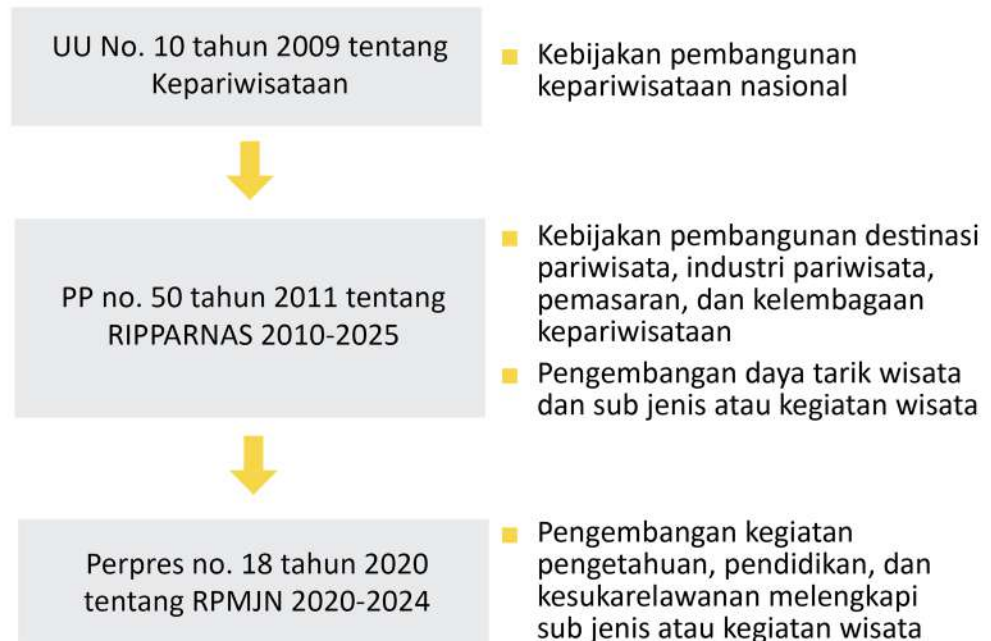 UU No. 10 tahun 2009 tentang
Kepariwisataan
Kebijakan pembangunan
kepariwisataan nasional
PP no. 50 tahun 2011 tentang
RIPPARNAS 2010-2025
Kebijakan pembangunan destinasi
pariwisata, industri pariwisata,
pemasaran, dan kelembagaan
kepariwisataan
Pengembangan daya tarik wisata
dan sub jenis atau kegiatan wisata
Perpres no. 18 tahun 2020
tentang RPMJN 2020-2024
Pengembangan kegiatan
pengetahuan, pendidikan, dan
kesukarelawanan melengkapi
sub jenis atau kegiatan wisata